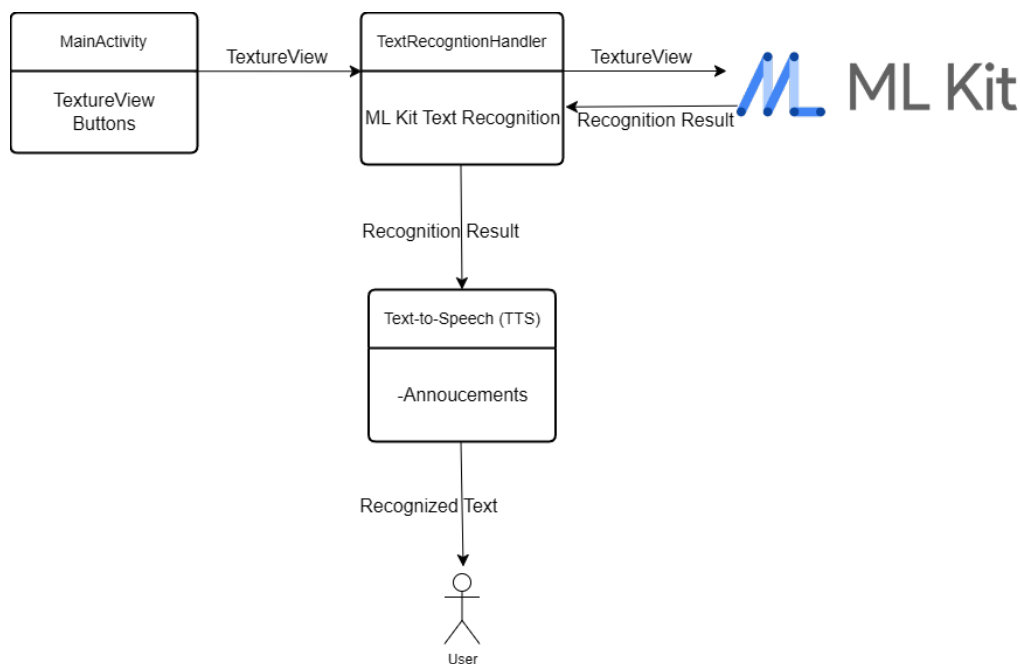 MainActivity
TextureView
Buttons
TextureView
TextRecogntionHandler
ML Kit Text Recognition
TextureView
Recognition Result
ML Kit
Recognition Result
Text-to-Speech (TTS)
-Annoucements
Recognized Text
User